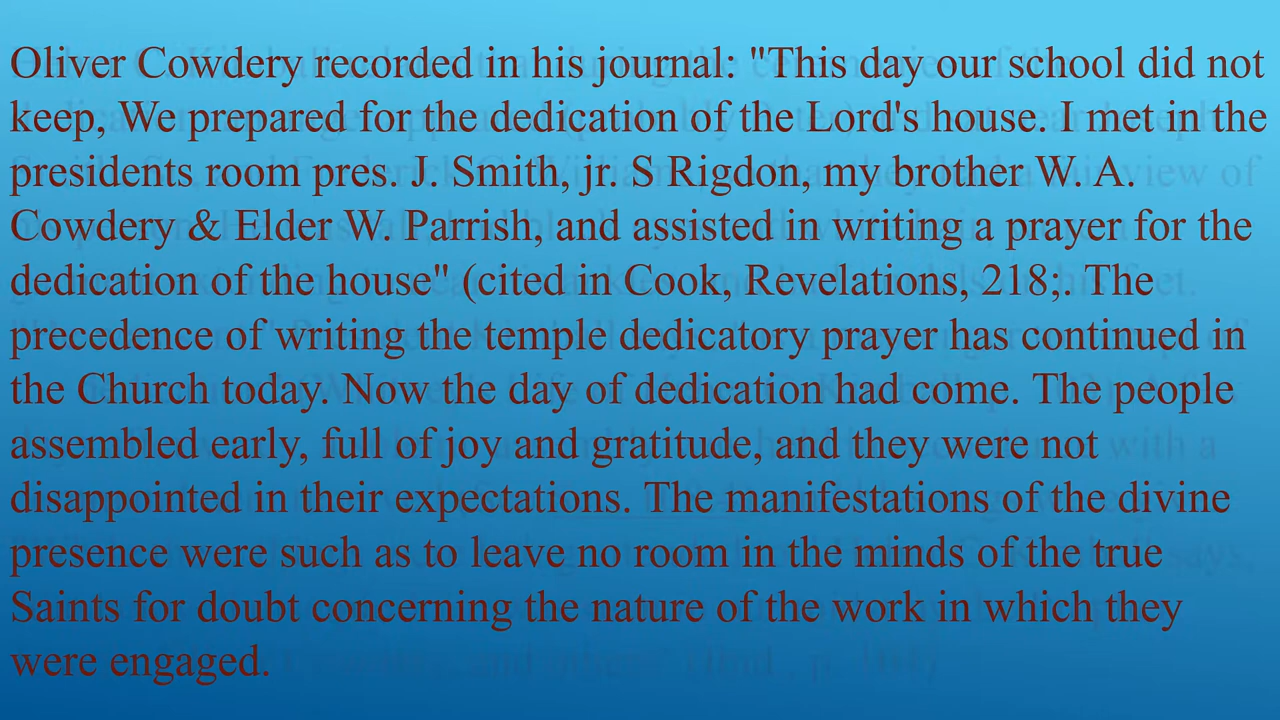 Oliver Cowdery recorded in his journal: "This day our school did not
keep, We prepared for the dedication of the Lord's house. I met in the
presidents room pres. J. Smith, jr. S Rigdon, my brother W. A.
Cowdery & Elder W. Parrish, and assisted in writing a prayer for the
dedication of the house" (cited in Cook, Revelations, 218;. The
precedence of writing the temple dedicatory prayer has continued in
the Church today. Now the day of dedication had come. The people
assembled early, full of joy and gratitude, and they were not
disappointed in their expectations. The manifestations of the divine
presence were such as to leave no room in the minds of the true
Saints for doubt concerning the nature of the work in which they
were engaged.